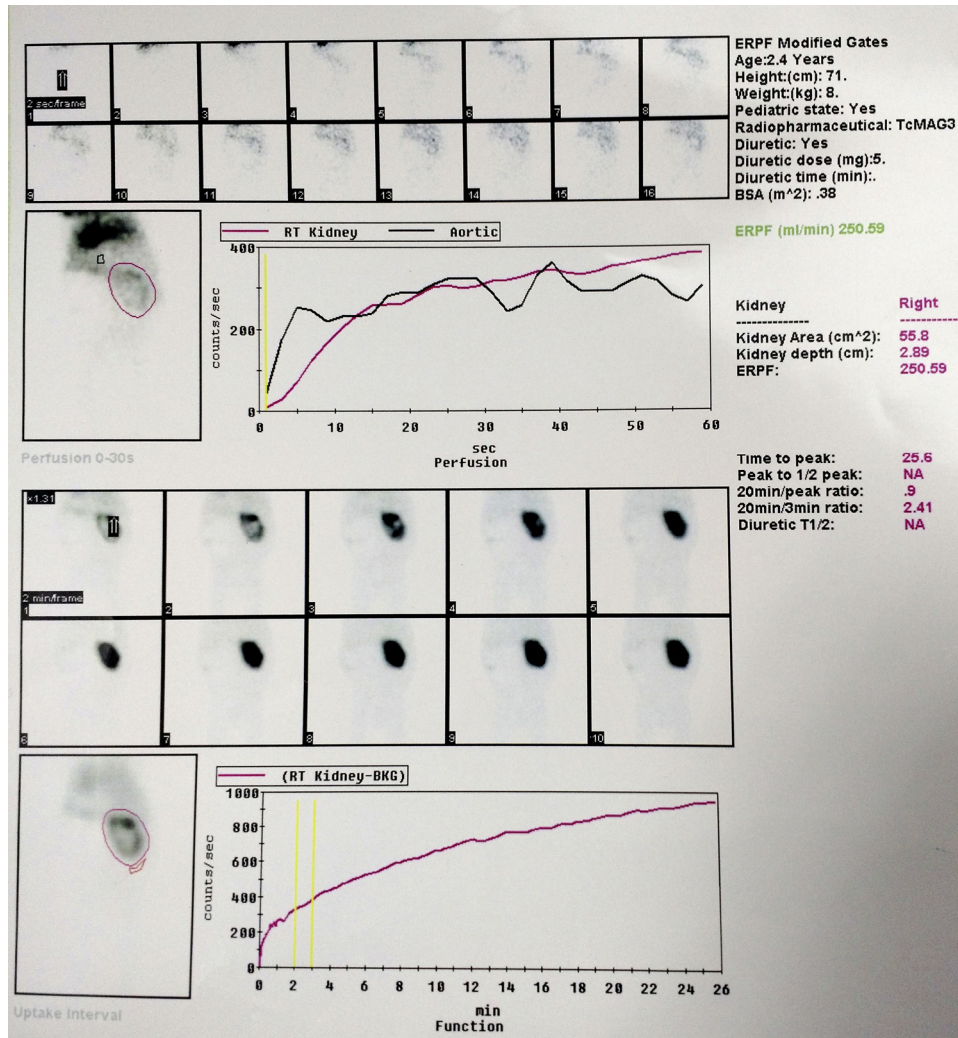 ERPF Modified Gates
Age:2.4 Years
Height:(cm): 71.
Weight:(kg): 8.
Pediatric state: Yes
Radiopharmaceutical: TcMAG3
Diuretic: Yes
Diuretic dose (mg):5.
Diuretic time (min):.
BSA (m^2): .38
ERPF (ml/min) 250.59
2 sec/frame
1 2 3 4 5 6 7 8
9 10 11 12 13 14 15 16
RT Kidney Aortic
400
200
0
counts/sec
0 10 20 30 40 50 60
sec
Perfusion
Perfusion 0-30s
Kidney Right
--------------
Kidney Area (cm^2): 55.8
Kidney depth (cm): 2.89
ERPF: 250.59
Time to peak: 25.6
Peak to 1/2 peak: NA
20min/peak ratio: .9
20min/3min ratio: 2.41
Diuretic T1/2: NA
x1.31
2 min/frame
1 2 3 4 5
6 7 8 9 10
(RT Kidney-BKG)
1000
800
600
400
200
0
counts/sec
0 2 4 6 8 10 12 14 16 18 20 22 24 26
min
Function
Uptake Interval